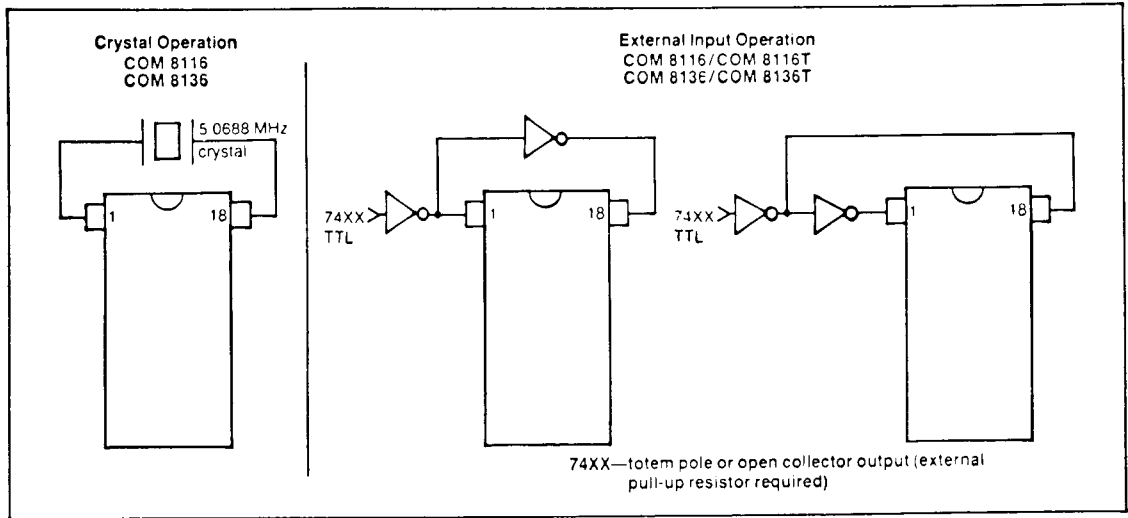 Crystal Operation
COM 8116
COM 8136
5.0688 MHz
crystal
1
18
External Input Operation
COM 8116/COM 8116T
COM 8136/COM 8136T
74XX
TTL
1
18
74XX
TTL
1
18
74XX—totem pole or open collector output (external
pull-up resistor required)